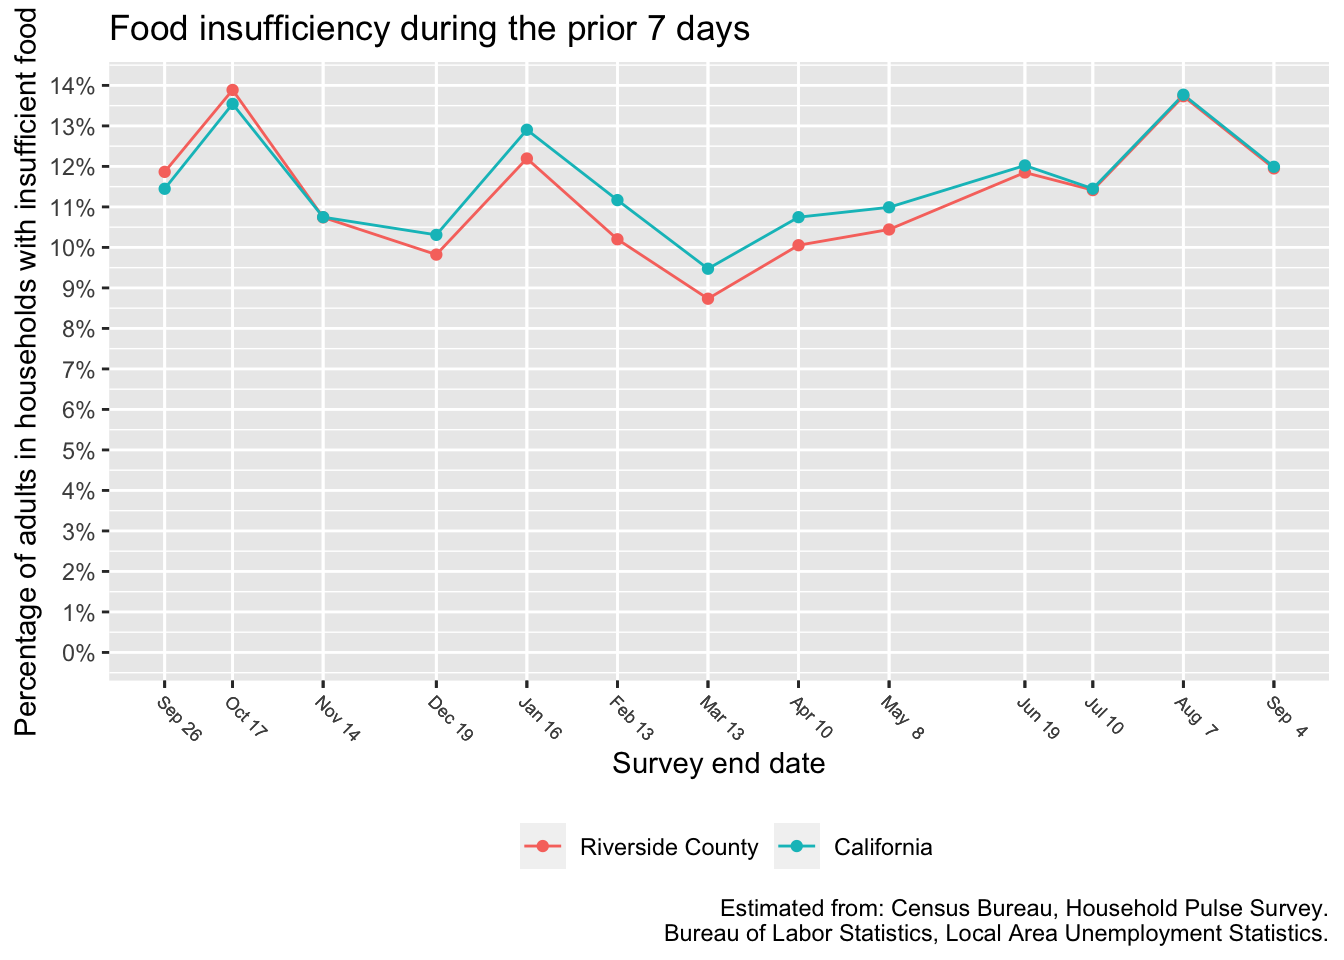 Food insufficiency during the prior 7 days
Percentage of adults in households with insufficient food
14%
13%
12%
11%
10%
9%
8%
7%
6%
5%
4%
3%
2%
1%
0%
Sep 26
Oct 17
Nov 14
Dec 19
Jan 16
Feb 13
Mar 13
Apr 10
May 8
Jun 19
Jul 10
Aug 7
Sep 4
Survey end date
Riverside County
California
Estimated from: Census Bureau, Household Pulse Survey.
Bureau of Labor Statistics, Local Area Unemployment Statistics.